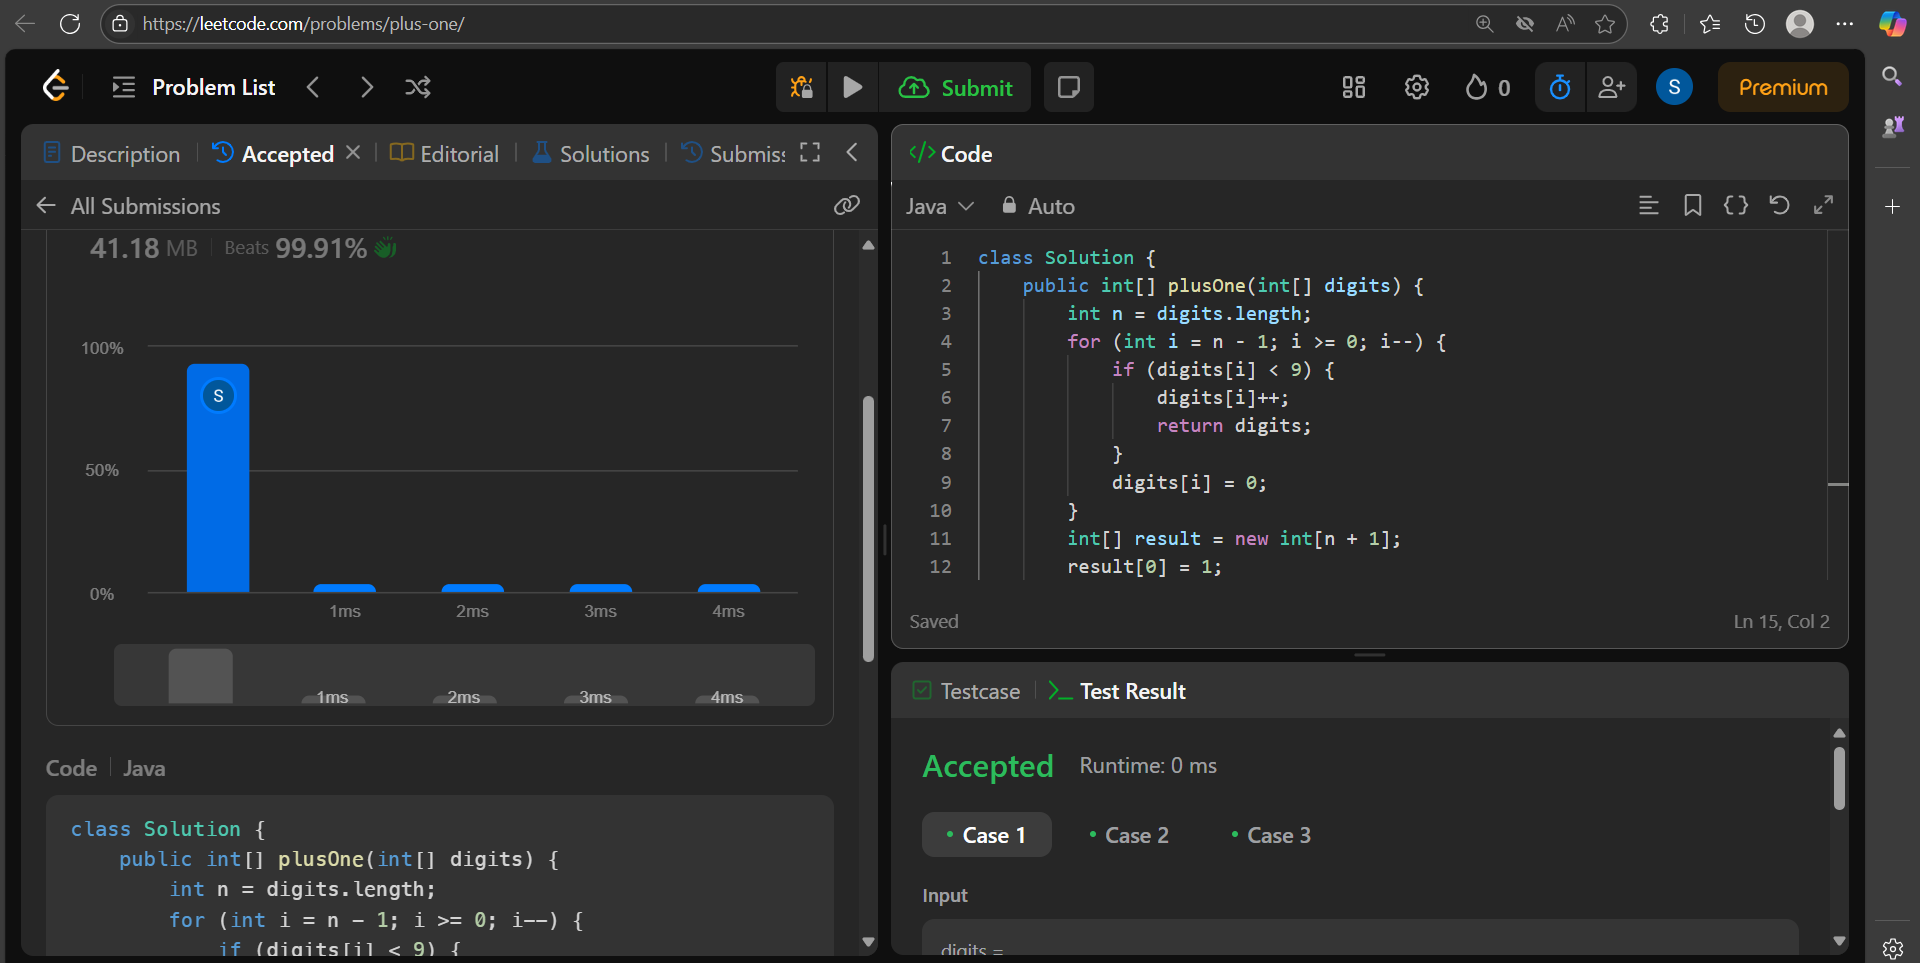 https://leetcode.com/problems/plus-one/
Problem List
Submit
0
S
Premium
Description
Accepted
Editorial
Solutions
Submis
All Submissions
41.18 MB
Beats 99.91%
100%
50%
0%
S
1ms
2ms
3ms
4ms
1ms
2ms
3ms
4ms
Code
Java
class Solution {
public int[] plusOne(int[] digits) {
int n = digits.length;
for (int i = n - 1; i >= 0; i--) {
if (digits[i] < 9) {
</> Code
Java
Auto
1 class Solution {
2 public int[] plusOne(int[] digits) {
3 int n = digits.length;
4 for (int i = n - 1; i >= 0; i--) {
5 if (digits[i] < 9) {
6 digits[i]++;
7 return digits;
8 }
9 digits[i] = 0;
10 }
11 int[] result = new int[n + 1];
12 result[0] = 1;
Saved
Ln 15, Col 2
Testcase
Test Result
Accepted
Runtime: 0 ms
Case 1
Case 2
Case 3
Input
digits =